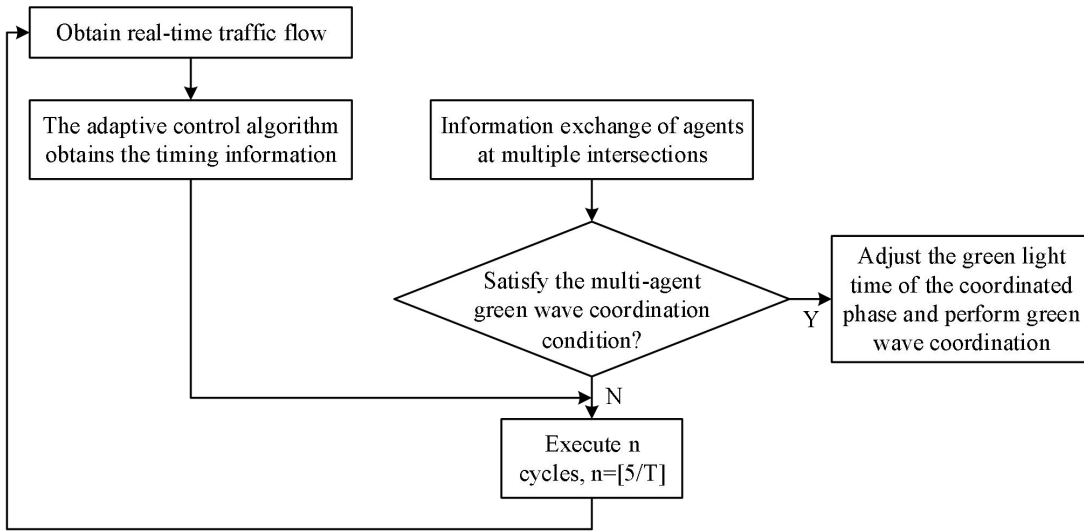 Obtain real-time traffic flow
The adaptive control algorithm
obtains the timing information
Information exchange of agents
at multiple intersections
Satisfy the multi-agent
green wave coordination
condition?
Y
Adjust the green light
time of the coordinated
phase and perform green
wave coordination
N
Execute n
cycles, n=[5/T]